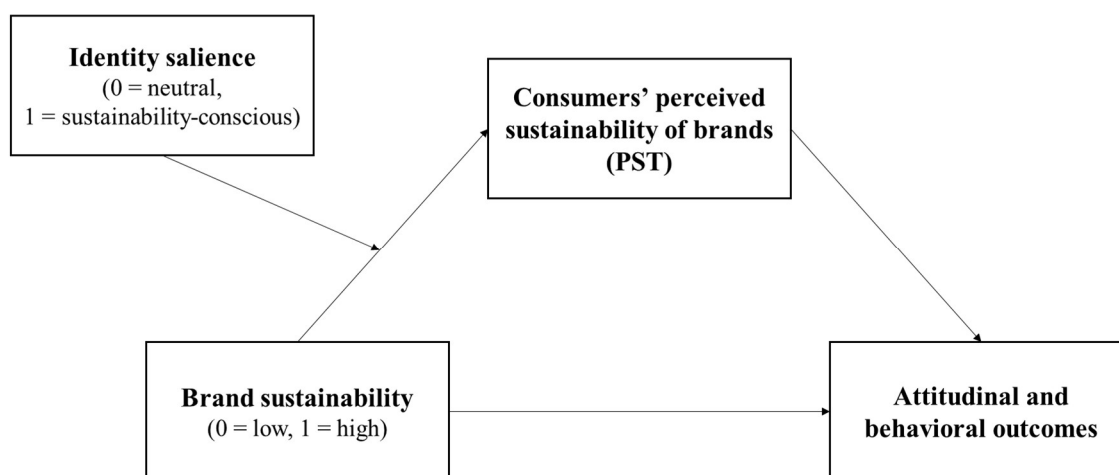 Identity salience
(0 = neutral,
1 = sustainability-conscious)
Consumers’ perceived
sustainability of brands
(PST)
Brand sustainability
(0 = low, 1 = high)
Attitudinal and
behavioral outcomes